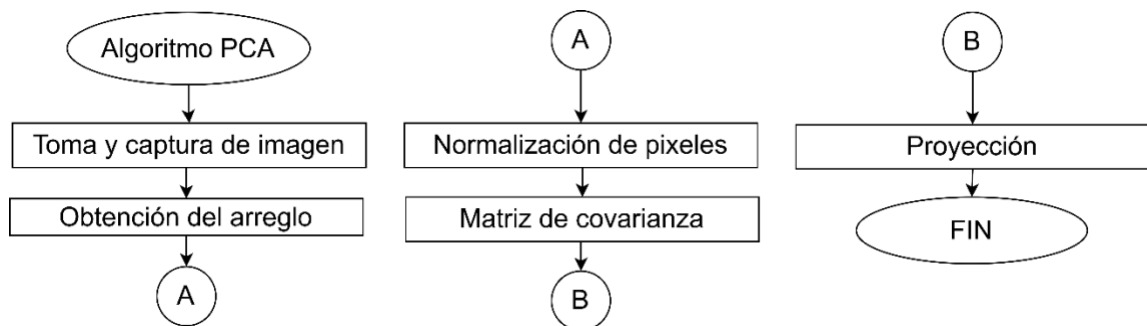 Algoritmo PCA
Toma y captura de imagen
Obtención del arreglo
A
A
Normalización de pixeles
Matriz de covarianza
B
B
Proyección
FIN